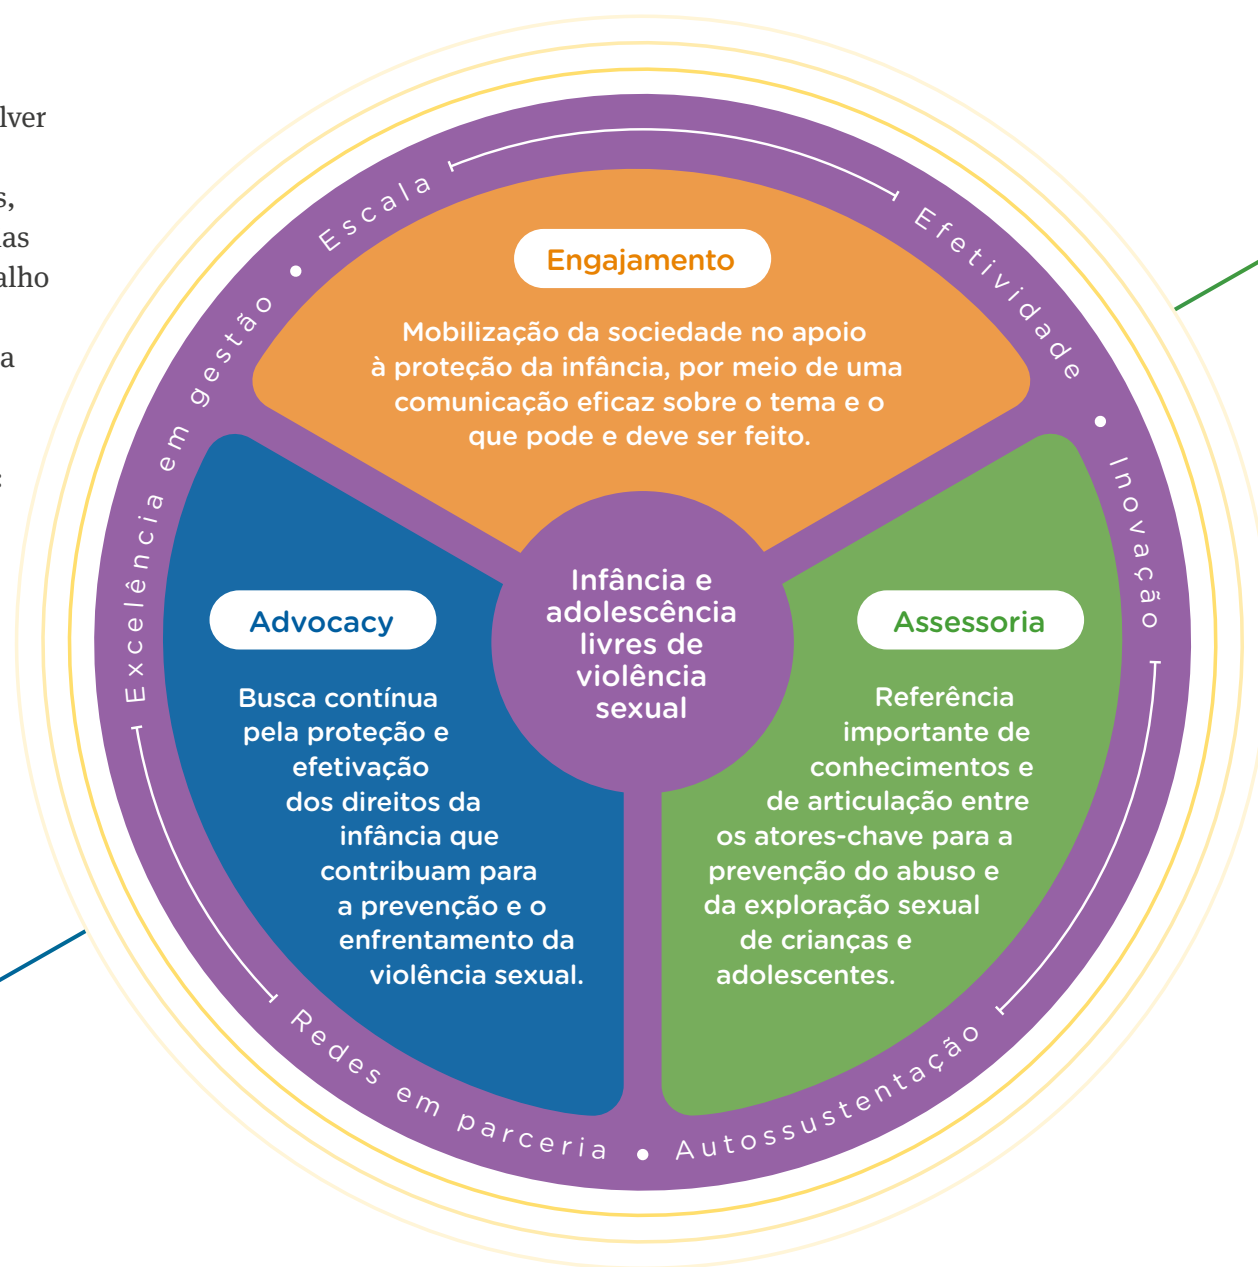 Escala
Efetividade
Inovação
Autossustentação
Redes em parceria
Excelência em gestão
Engajamento
Mobilização da sociedade no apoio
à proteção da infância, por meio de uma
comunicação eficaz sobre o tema e o
que pode e deve ser feito.
Infância e
adolescência
livres de
violência
sexual
Advocacy
Busca contínua
pela proteção e
efetivação
dos direitos da
infância que
contribuam para
a prevenção e o
enfrentamento da
violência sexual.
Assessoria
Referência
importante de
conhecimentos e
de articulação entre
os atores-chave para a
prevenção do abuso e
da exploração sexual
de crianças e
adolescentes.